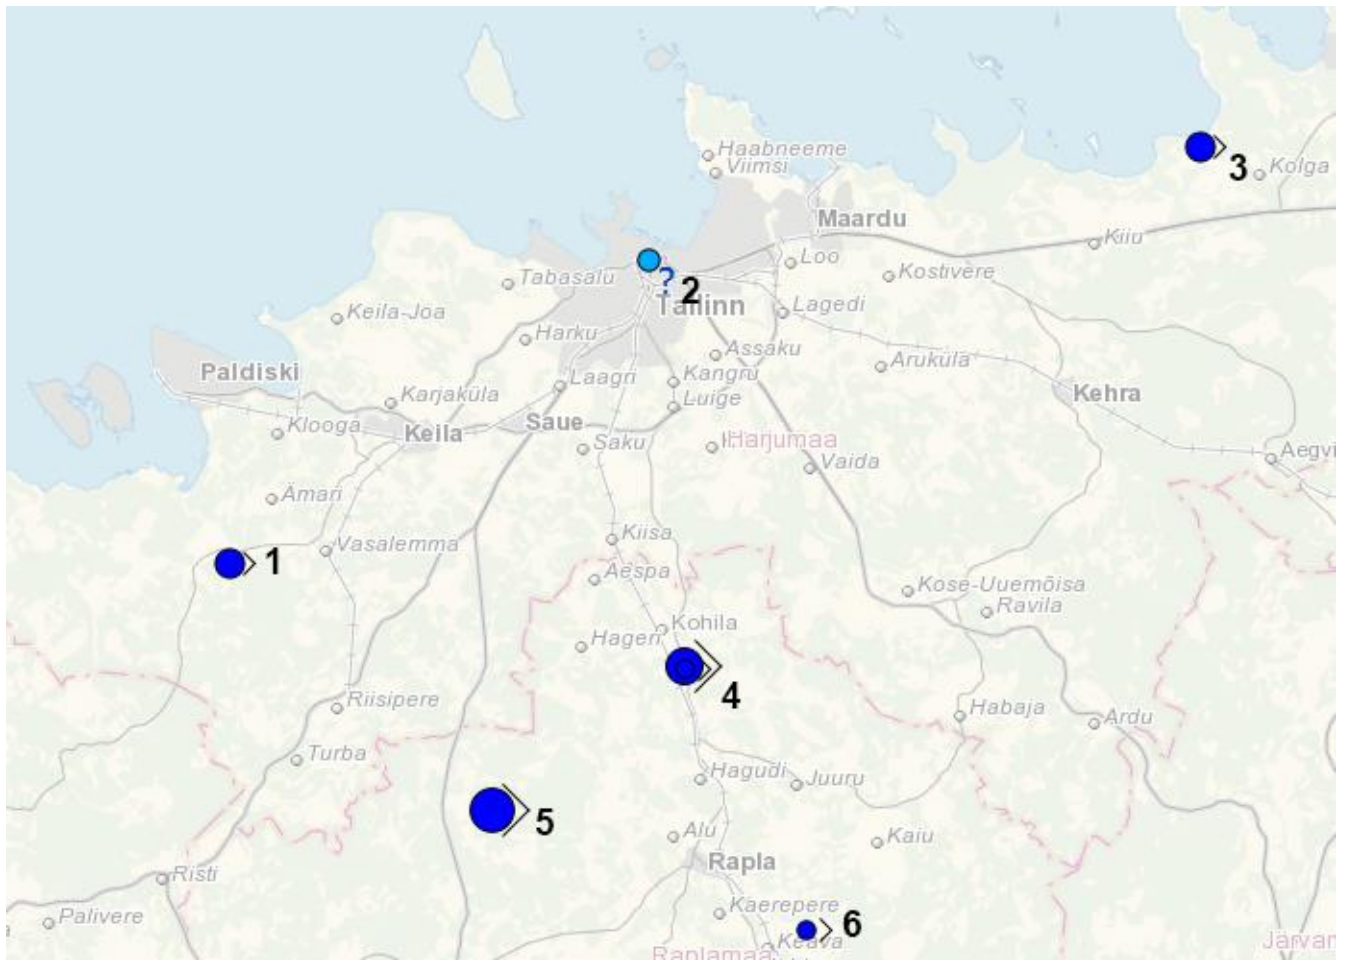 Haabneeme
Viimsi
3
Kolga
Maardu
Kiiu
Loo
Kostivere
Tabasalu
?
2
Tallinn
Keila-Joa
Lagedi
Harku
Assaku
Aruküla
Paldiski
Laagri
Kangru
Karjaküla
Luige
Kehra
Klooga
Keila
Saue
Saku
Harjumaa
Vaida
Aegvi
Ämari
Kiisa
Vasalemma
1
Aespa
Kose-Uuemõisa
Ravila
Kohila
Hageri
4
Riisipere
Habaja
Ardu
Turba
Hagudi
Juuru
5
Alu
Kaiu
Rapla
Risti
Kaerepere
6
Palivere
Keava
Raplamaa
Järvam